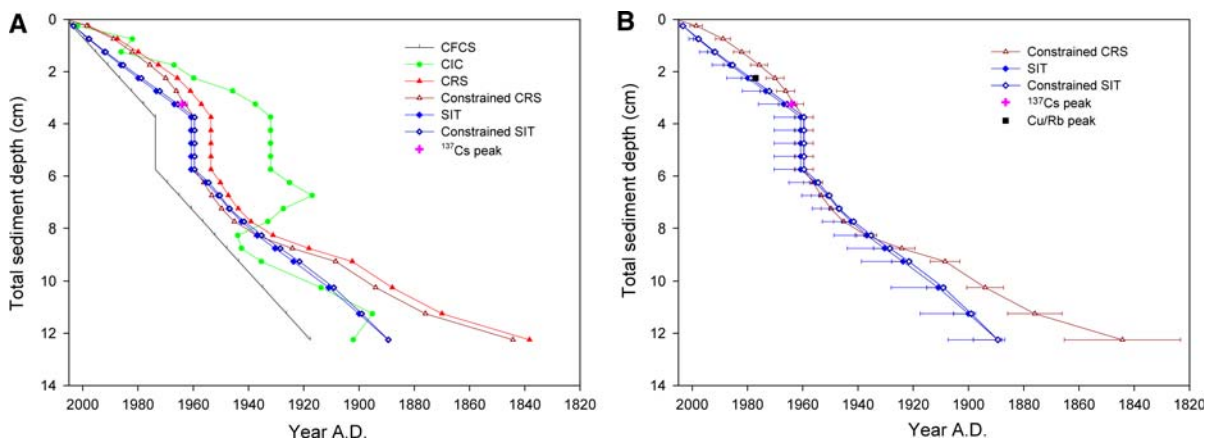 A
Total sediment depth (cm)
0
2
4
6
8
10
12
14
2000 1980 1960 1940 1920 1900 1880 1860 1840 1820
Year A.D.
CFCS
CIC
CRS
Constrained CRS
SIT
Constrained SIT
¹³⁷Cs peak
B
Total sediment depth (cm)
0
2
4
6
8
10
12
14
2000 1980 1960 1940 1920 1900 1880 1860 1840 1820
Year A.D.
Constrained CRS
SIT
Constrained SIT
¹³⁷Cs peak
Cu/Rb peak